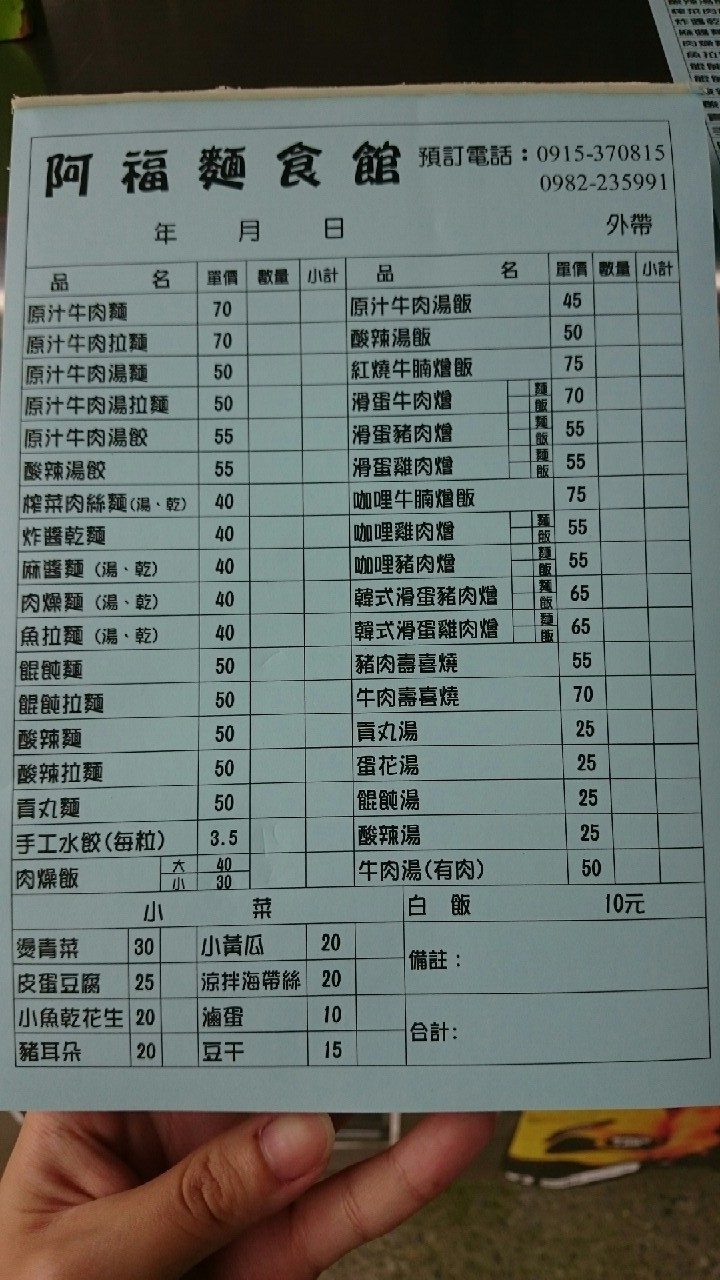 阿福麵食館 預訂電話：0915-370815
0982-235991
年 月 日 外帶
品名 單價 數量 小計 品名 單價 數量 小計
原汁牛肉麵 70 原汁牛肉湯飯 45
原汁牛肉拉麵 70 酸辣湯飯 50
原汁牛肉湯麵 50 紅燒牛腩燴飯 75
原汁牛肉湯拉麵 50 滑蛋牛肉燴 麵 飯 70
原汁牛肉湯餃 55 滑蛋豬肉燴 麵 飯 55
酸辣湯餃 55 滑蛋雞肉燴 麵 飯 55
榨菜肉絲麵(湯、乾) 40 咖哩牛腩燴飯 75
炸醬乾麵 40 咖哩雞肉燴 麵 飯 55
麻醬麵（湯、乾） 40 咖哩豬肉燴 麵 飯 55
肉燥麵（湯、乾） 40 韓式滑蛋豬肉燴 麵 飯 65
魚拉麵（湯、乾） 40 韓式滑蛋雞肉燴 麵 飯 65
餛飩麵 50 豬肉壽喜燒 55
餛飩拉麵 50 牛肉壽喜燒 70
酸辣麵 50 貢丸湯 25
酸辣拉麵 50 蛋花湯 25
貢丸麵 50 餛飩湯 25
手工水餃(每粒) 3.5 酸辣湯 25
肉燥飯 大 40 小 30 牛肉湯(有肉) 50
小菜 白飯 10元
燙青菜 30 小黃瓜 20 備註：
皮蛋豆腐 25 涼拌海帶絲 20
小魚乾花生 20 滷蛋 10 合計:
豬耳朵 20 豆干 15